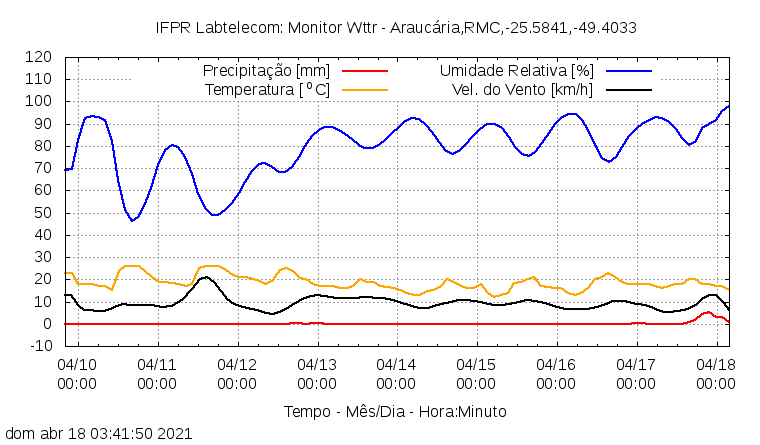 IFPR Labtelecom: Monitor Wttr - Araucária,RMC,-25.5841,-49.4033
120
110
100
90
80
70
60
50
40
30
20
10
0
-10
Precipitação [mm]
Temperatura [ °C]
Umidade Relativa [%]
Vel. do Vento [km/h]
04/10 04/11 04/12 04/13 04/14 04/15 04/16 04/17 04/18
00:00 00:00 00:00 00:00 00:00 00:00 00:00 00:00 00:00
Tempo - Mês/Dia - Hora:Minuto
dom abr 18 03:41:50 2021